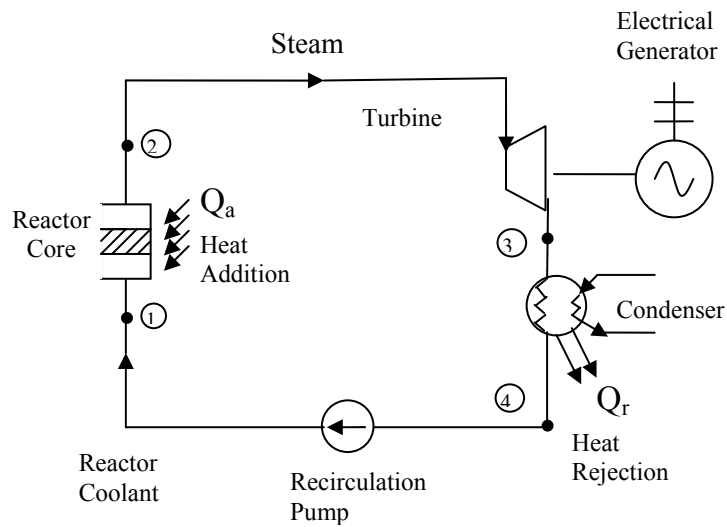 Electrical
Generator
Steam
Turbine
2
Reactor
Core
Qa
Heat
Addition
3
1
Condenser
4
Qr
Heat
Rejection
Reactor
Coolant
Recirculation
Pump